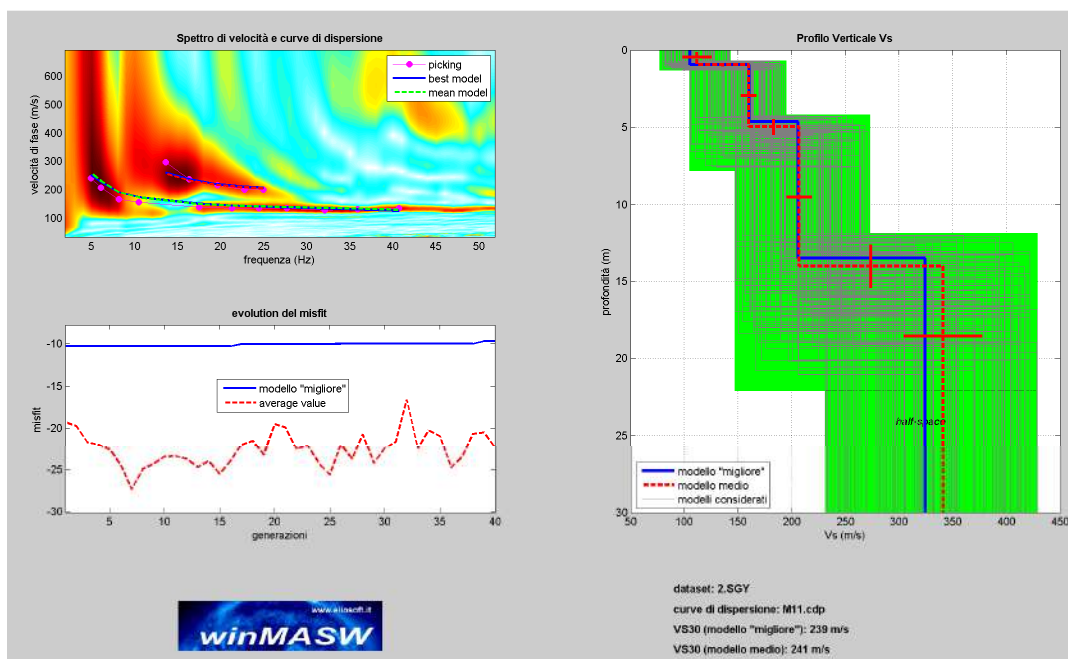 Spettro di velocità e curve di dispersione
600
500
400
300
200
100
velocità di fase (m/s)
picking
best model
mean model
5 10 15 20 25 30 35 40 45 50
frequenza (Hz)
evolution del misfit
-10
-15
-20
-25
-30
misfit
modello "migliore"
average value
5 10 15 20 25 30 35 40
generazioni
www.eliosoft.it
winMASW
Profilo Verticale Vs
0
5
10
15
20
25
30
profondità (m)
half-space
modello "migliore"
modello medio
modelli considerati
50 100 150 200 250 300 350 400 450
Vs (m/s)
dataset: 2.SGY
curve di dispersione: M11.cdp
VS30 (modello "migliore"): 239 m/s
VS30 (modello medio): 241 m/s